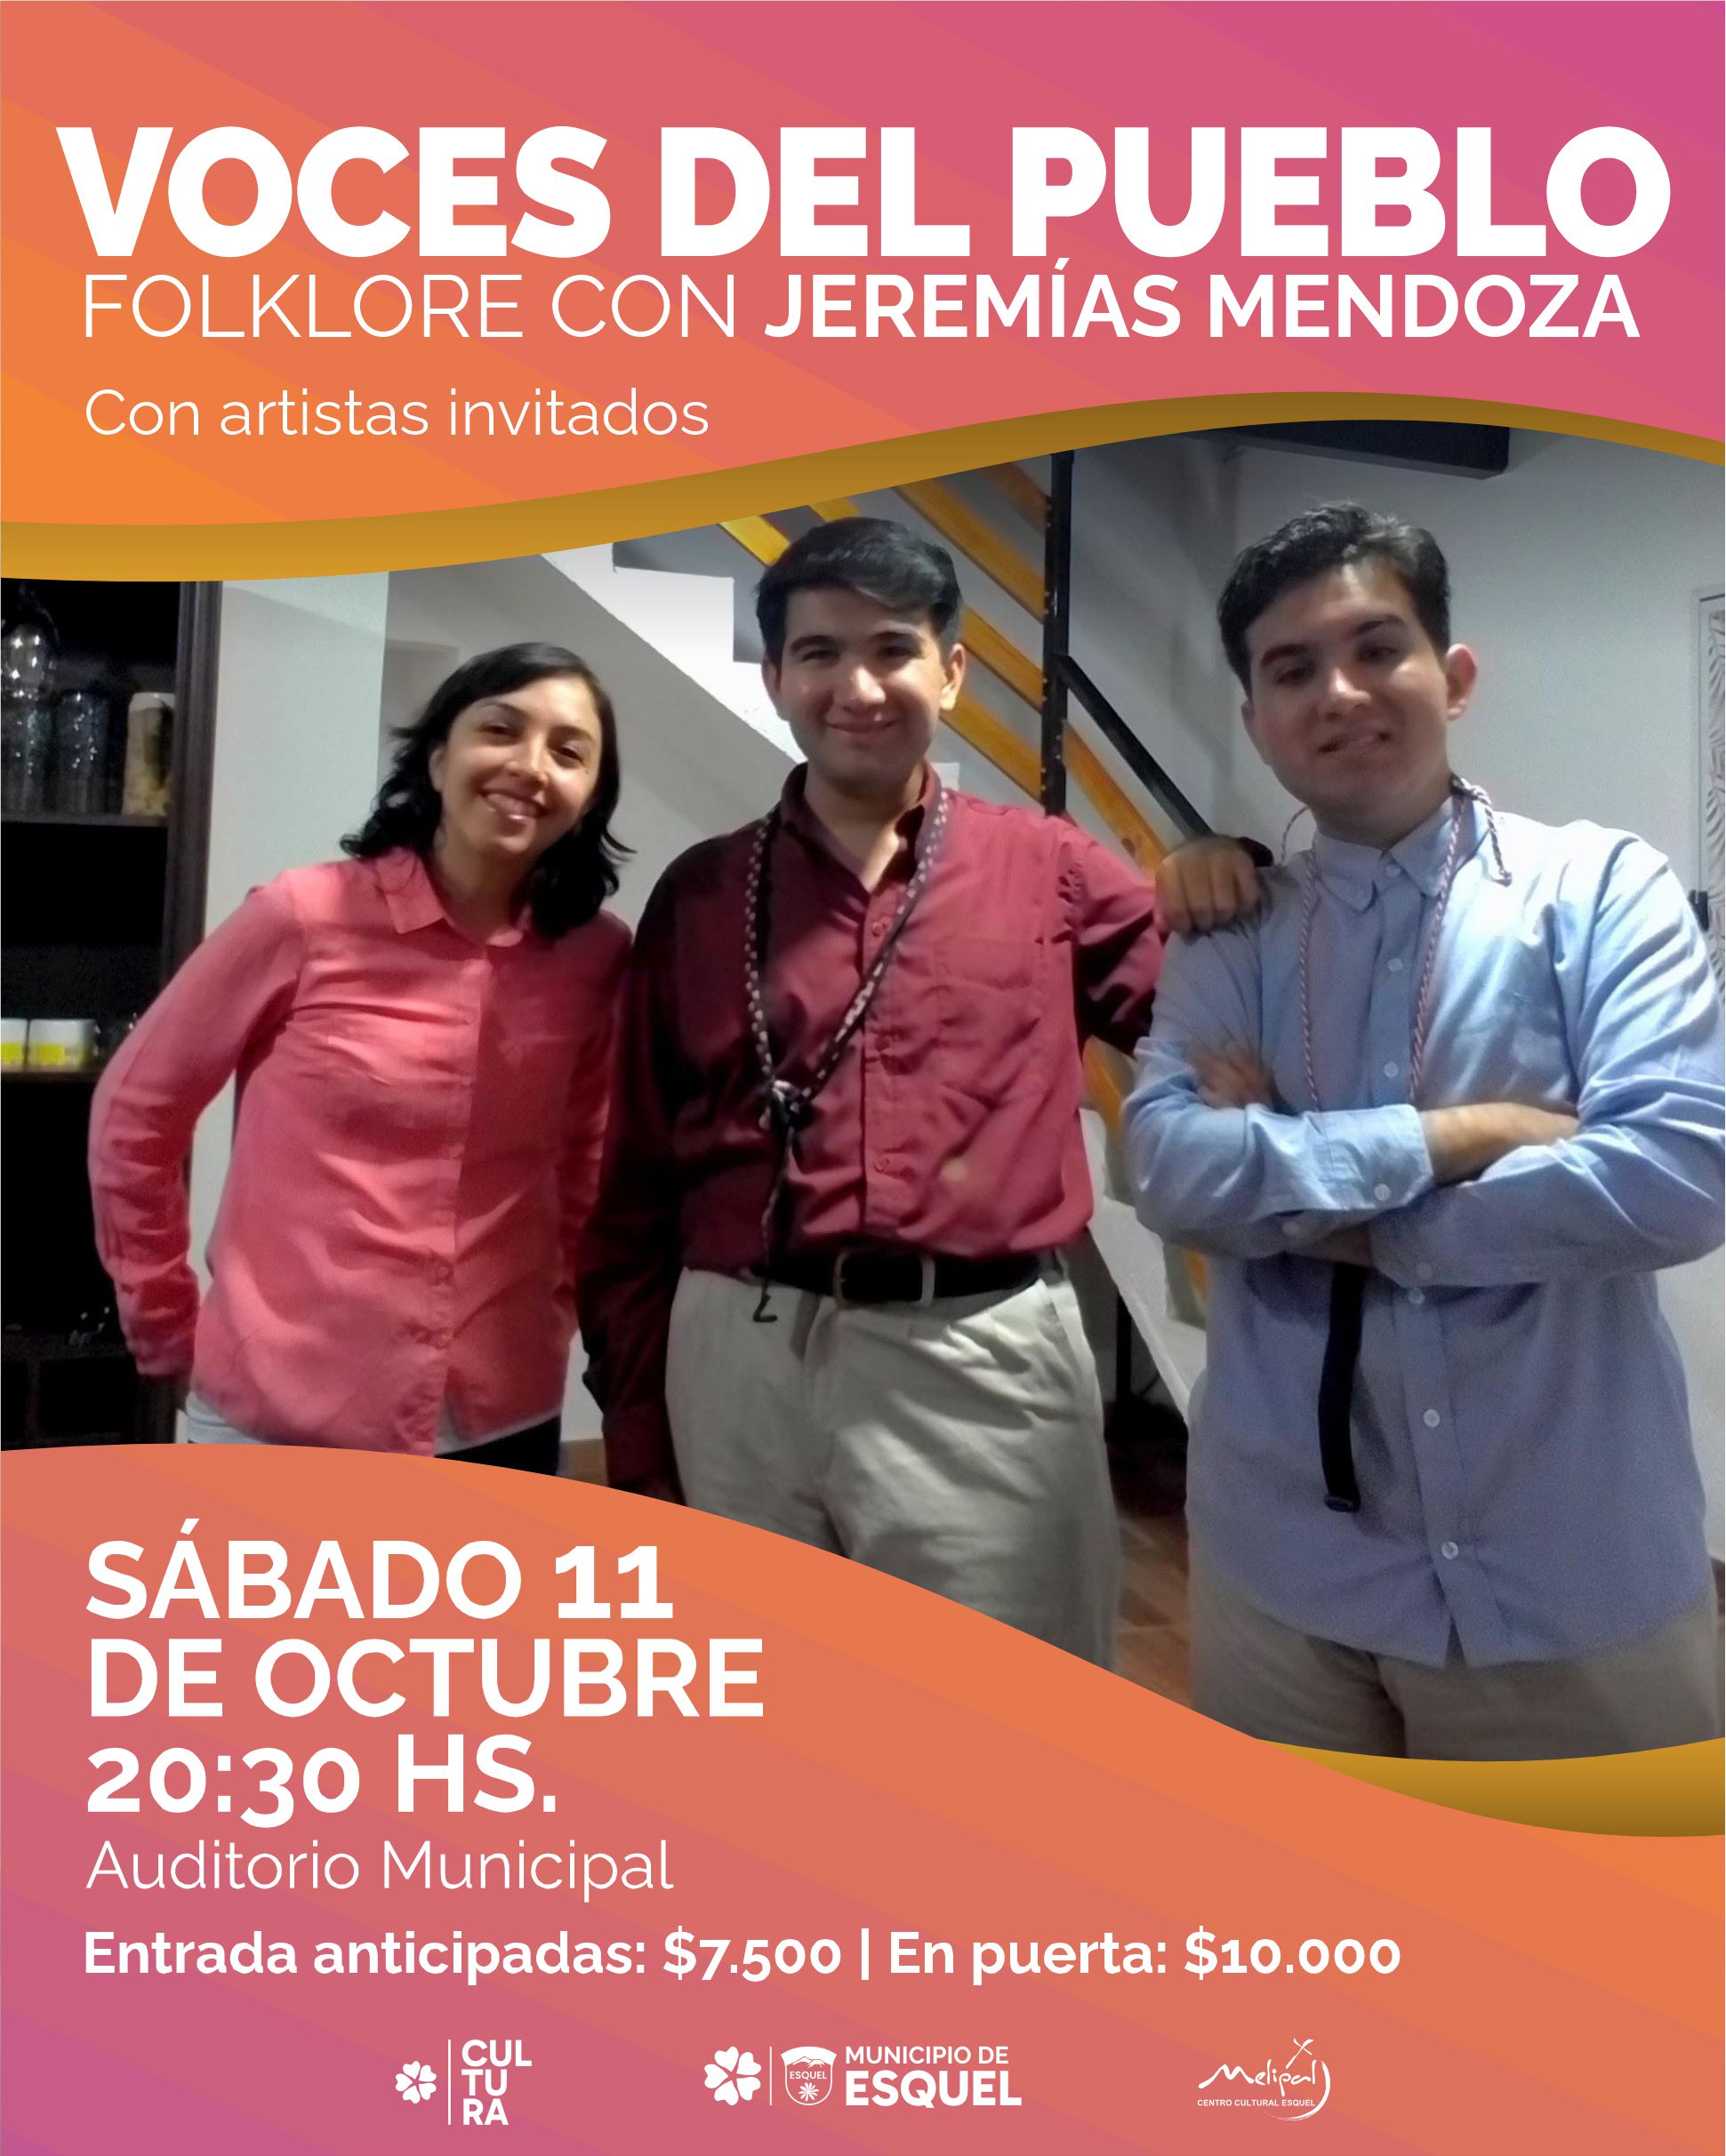 VOCES DEL PUEBLO
FOLKLORE CON JEREMÍAS MENDOZA
Con artistas invitados
SÁBADO 11
DE OCTUBRE
20:30 HS.
Auditorio Municipal
Entrada anticipadas: $7.500 | En puerta: $10.000
CUL
TU
RA
ESQUEL
MUNICIPIO DE
ESQUEL
Melipal
CENTRO CULTURAL ESQUEL